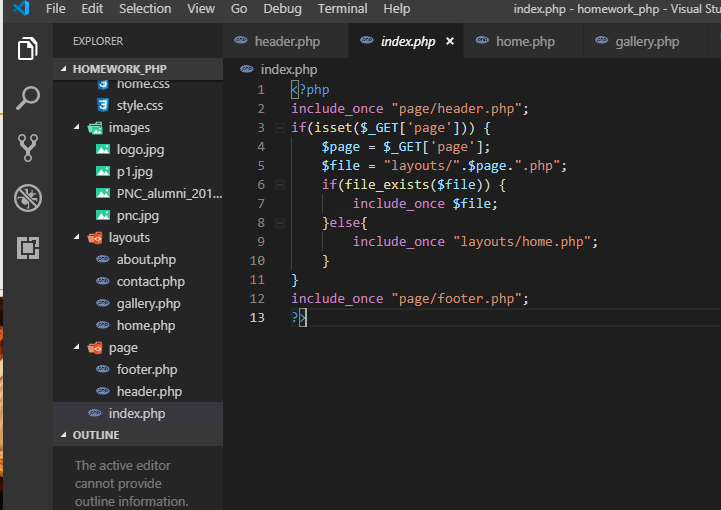 File Edit Selection View Go Debug Terminal Help index.php - homework_php - Visual Stu
EXPLORER
header.php index.php × home.php gallery.php
HOMEWORK_PHP
index.php
home.css
style.css
images
logo.jpg
p1.jpg
PNC_alumni_201...
pnc.jpg
layouts
about.php
contact.php
gallery.php
home.php
page
footer.php
header.php
index.php
OUTLINE
The active editor
cannot provide
outline information.
1 <?php
2 include_once "page/header.php";
3 if(isset($_GET['page'])) {
4 $page = $_GET['page'];
5 $file = "layouts/".$page.".php";
6 if(file_exists($file)) {
7 include_once $file;
8 }else{
9 include_once "layouts/home.php";
10 }
11 }
12 include_once "page/footer.php";
13 ?>